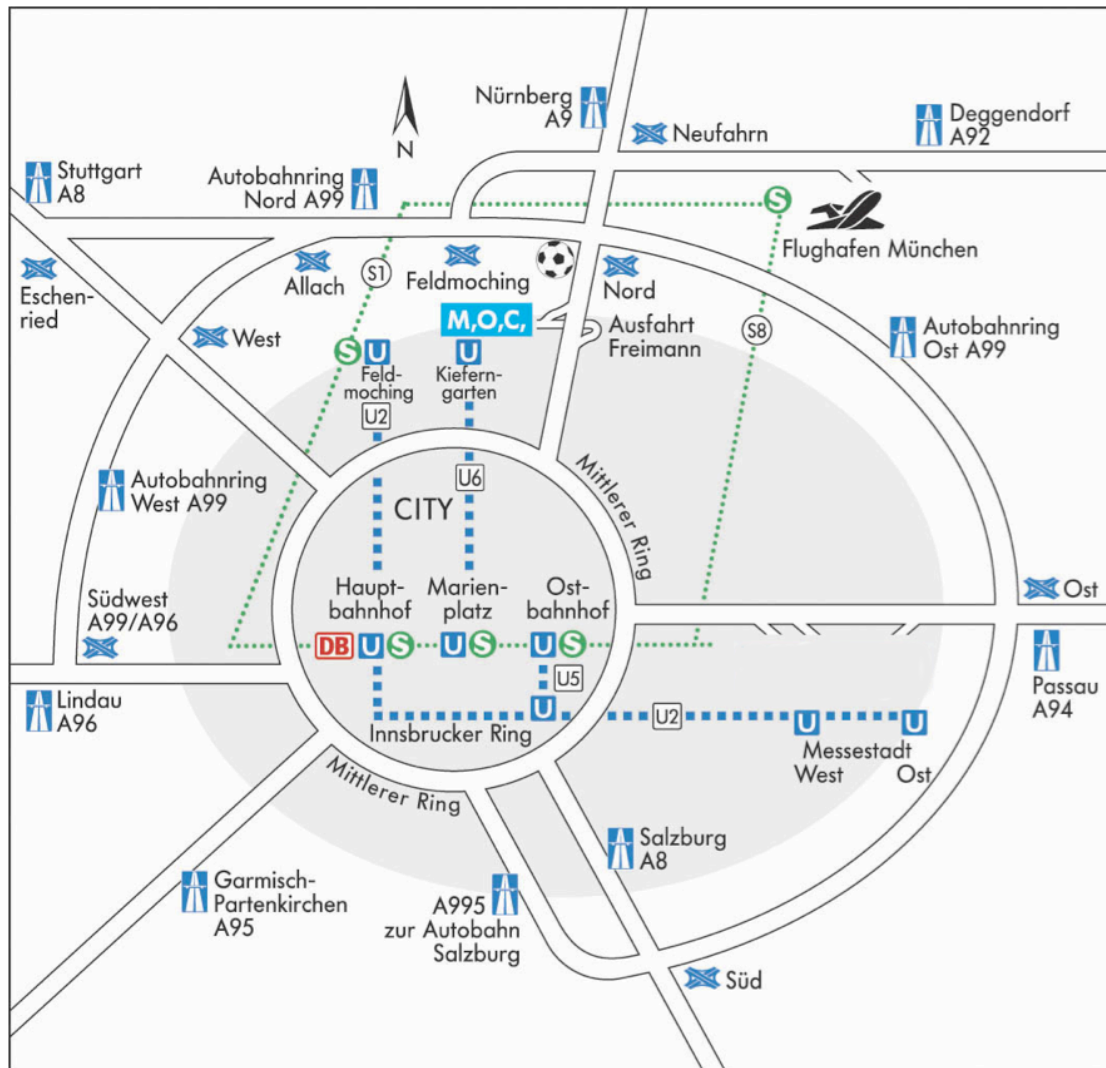 Nürnberg
A9
Neufahrn
Deggendorf
A92
N
Stuttgart
A8
Autobahnring
Nord A99
S
Flughafen München
Eschen-
ried
Allach
S1
Feldmoching
Nord
West
M,O,C,
Ausfahrt
Freimann
S8
Autobahnring
Ost A99
S U
Feld-
moching
U2
U
Kiefern-
garten
Autobahnring
West A99
CITY
U6
Mittlerer Ring
Südwest
A99/A96
Haupt-
bahnhof
Marien-
platz
Ost-
bahnhof
Ost
DB U S
U S
U S
U5
Lindau
A96
Passau
A94
U
Innsbrucker Ring
U2
U
U
Messestadt
West Ost
Mittlerer Ring
Salzburg
A8
Garmisch-
Partenkirchen
A95
A995
zur Autobahn
Salzburg
Süd